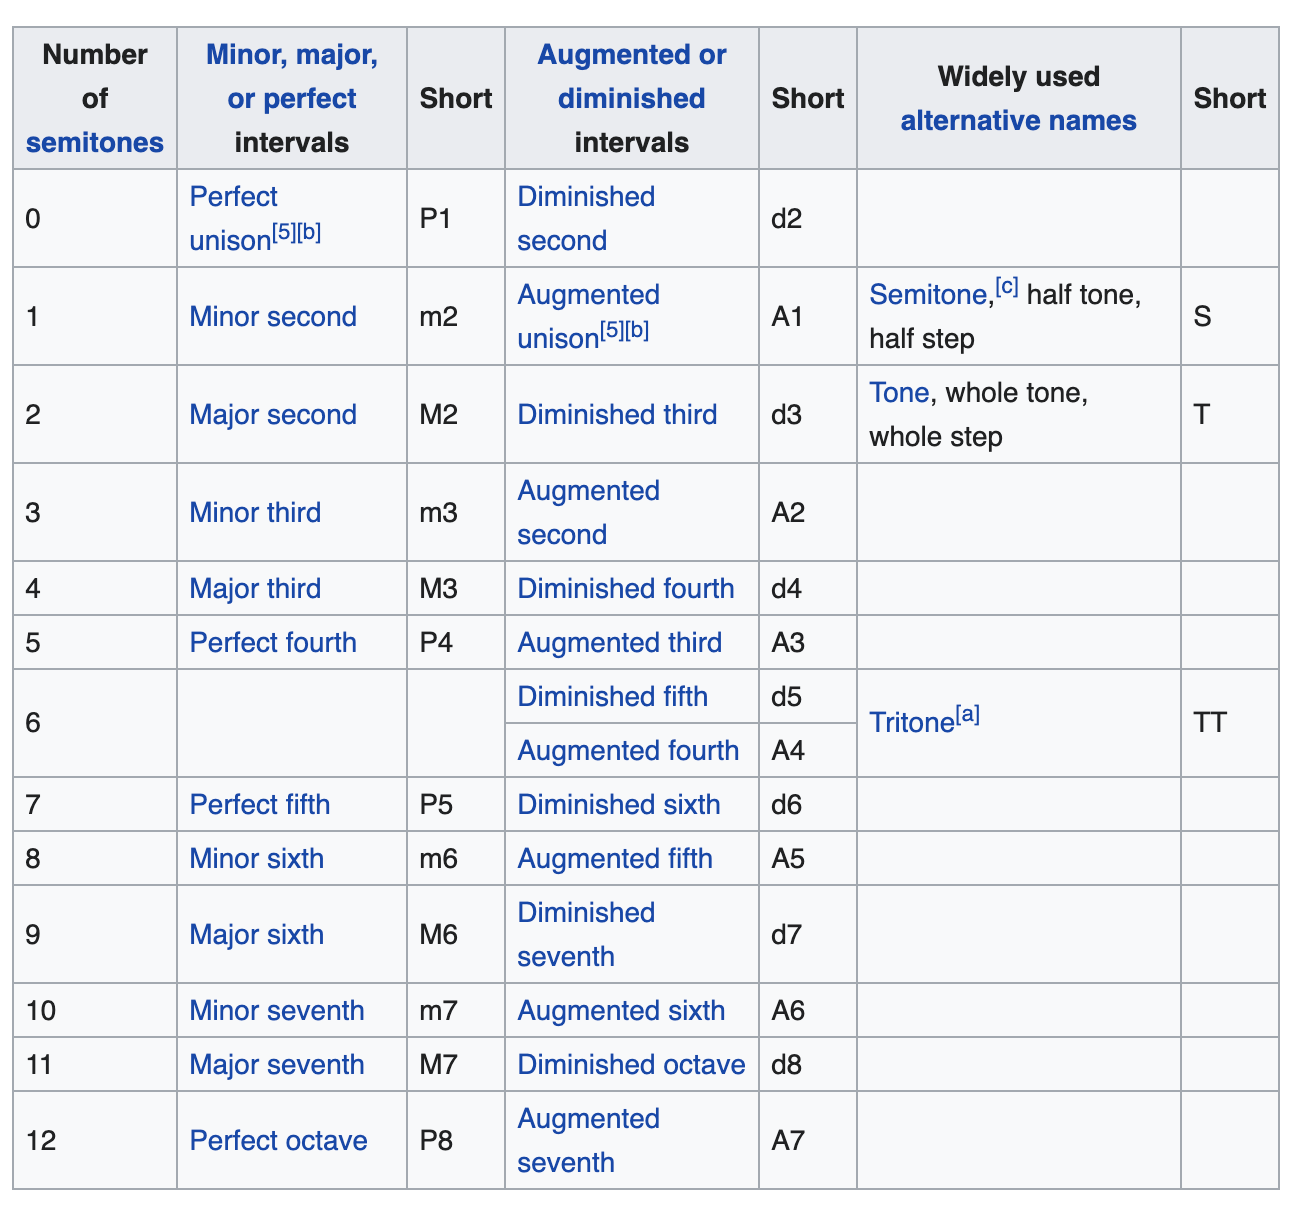 Number of semitones | Minor, major, or perfect intervals | Short | Augmented or diminished intervals | Short | Widely used alternative names | Short
0 | Perfect unison[5][b] | P1 | Diminished second | d2
1 | Minor second | m2 | Augmented unison[5][b] | A1 | Semitone,[c] half tone, half step | S
2 | Major second | M2 | Diminished third | d3 | Tone, whole tone, whole step | T
3 | Minor third | m3 | Augmented second | A2
4 | Major third | M3 | Diminished fourth | d4
5 | Perfect fourth | P4 | Augmented third | A3
6 | Diminished fifth | d5 | Tritone[a] | TT
Augmented fourth | A4
7 | Perfect fifth | P5 | Diminished sixth | d6
8 | Minor sixth | m6 | Augmented fifth | A5
9 | Major sixth | M6 | Diminished seventh | d7
10 | Minor seventh | m7 | Augmented sixth | A6
11 | Major seventh | M7 | Diminished octave | d8
12 | Perfect octave | P8 | Augmented seventh | A7